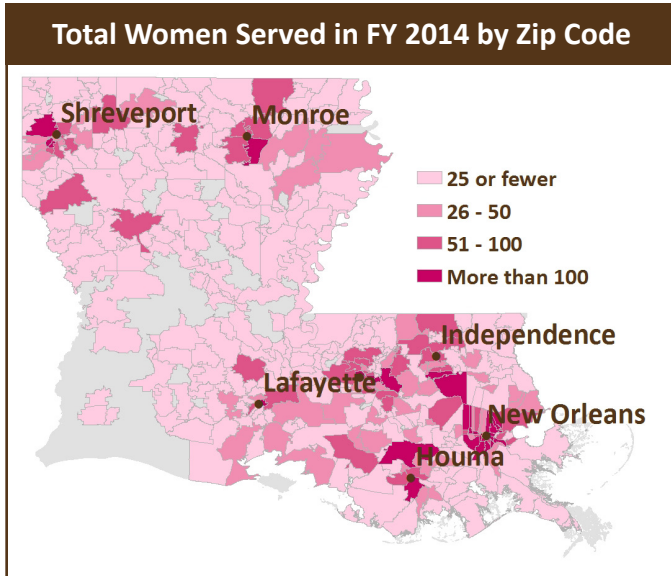 Total Women Served in FY 2014 by Zip Code
Shreveport
Monroe
25 or fewer
26 - 50
51 - 100
More than 100
Independence
Lafayette
New Orleans
Houma